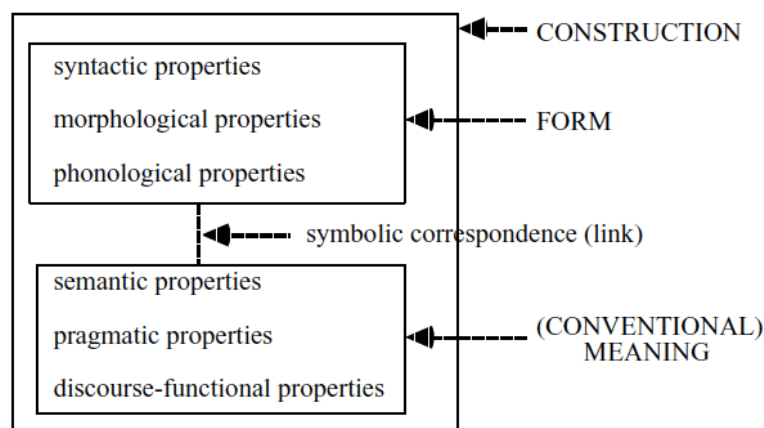 CONSTRUCTION
syntactic properties
morphological properties
FORM
phonological properties
symbolic correspondence (link)
semantic properties
pragmatic properties
(CONVENTIONAL)
MEANING
discourse-functional properties